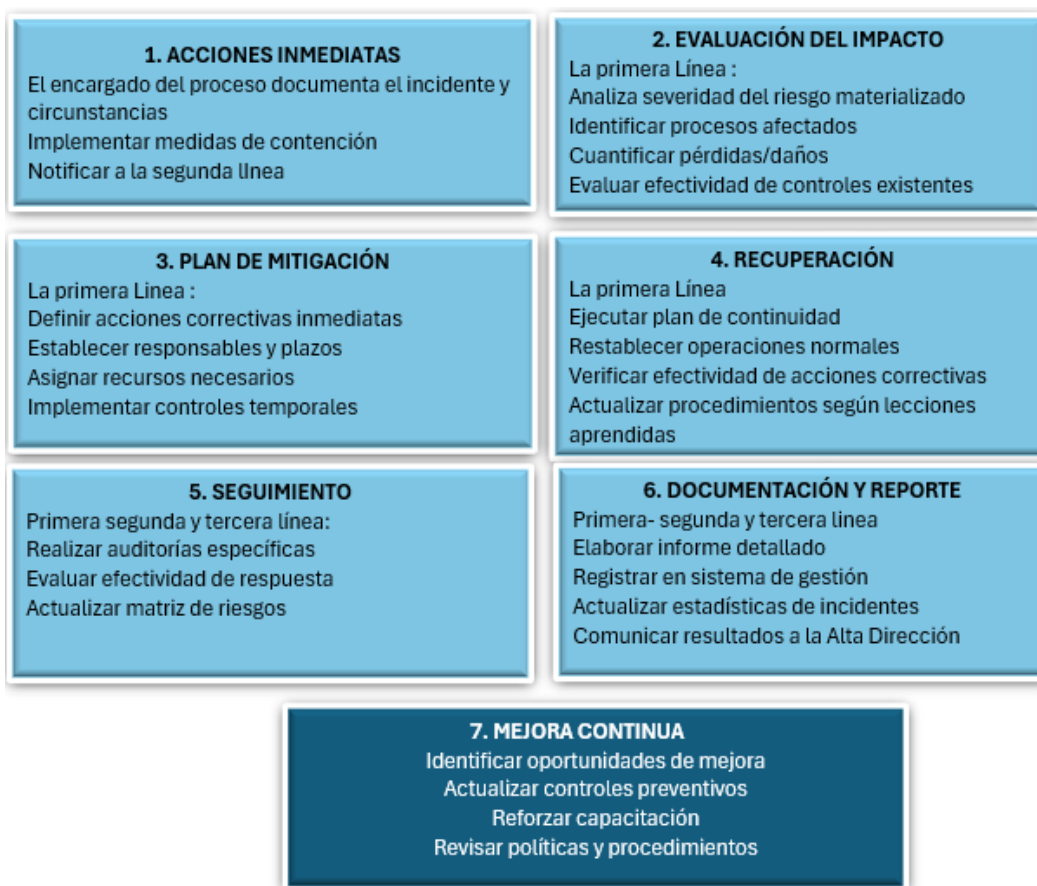 1. ACCIONES INMEDIATAS
El encargado del proceso documenta el incidente y
circunstancias
Implementar medidas de contención
Notificar a la segunda lInea
2. EVALUACIÓN DEL IMPACTO
La primera Línea :
Analiza severidad del riesgo materializado
Identificar procesos afectados
Cuantificar pérdidas/daños
Evaluar efectividad de controles existentes
3. PLAN DE MITIGACIÓN
La primera Linea :
Definir acciones correctivas inmediatas
Establecer responsables y plazos
Asignar recursos necesarios
Implementar controles temporales
4. RECUPERACIÓN
La primera Línea
Ejecutar plan de continuidad
Restablecer operaciones normales
Verificar efectividad de acciones correctivas
Actualizar procedimientos según lecciones
aprendidas
5. SEGUIMIENTO
Primera segunda y tercera línea:
Realizar auditorías específicas
Evaluar efectividad de respuesta
Actualizar matriz de riesgos
6. DOCUMENTACIÓN Y REPORTE
Primera- segunda y tercera linea
Elaborar informe detallado
Registrar en sistema de gestión
Actualizar estadísticas de incidentes
Comunicar resultados a la Alta Dirección
7. MEJORA CONTINUA
Identificar oportunidades de mejora
Actualizar controles preventivos
Reforzar capacitación
Revisar políticas y procedimientos